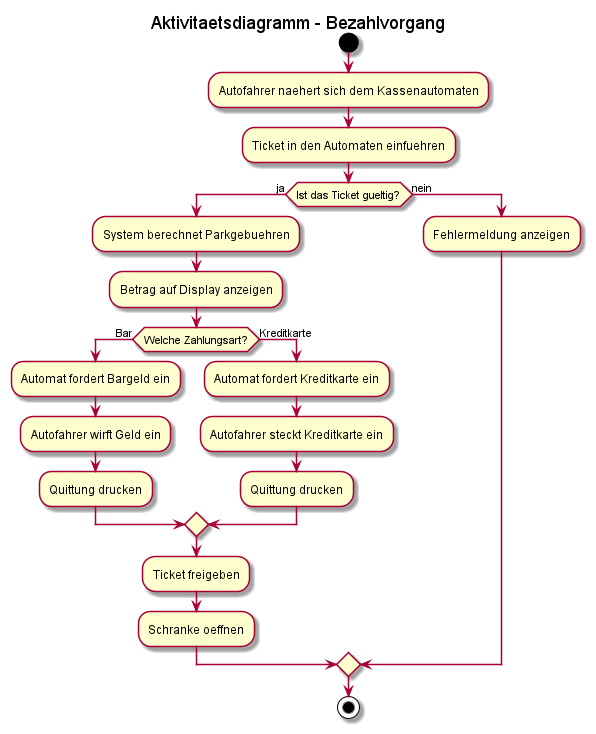 Aktivitaetsdiagramm - Bezahlvorgang
Autofahrer naehert sich dem Kassenautomaten
Ticket in den Automaten einfuehren
ja
Ist das Ticket gueltig?
nein
System berechnet Parkgebuehren
Fehlermeldung anzeigen
Betrag auf Display anzeigen
Bar
Welche Zahlungsart?
Kreditkarte
Automat fordert Bargeld ein
Automat fordert Kreditkarte ein
Autofahrer wirft Geld ein
Autofahrer steckt Kreditkarte ein
Quittung drucken
Quittung drucken
Ticket freigeben
Schranke oeffnen